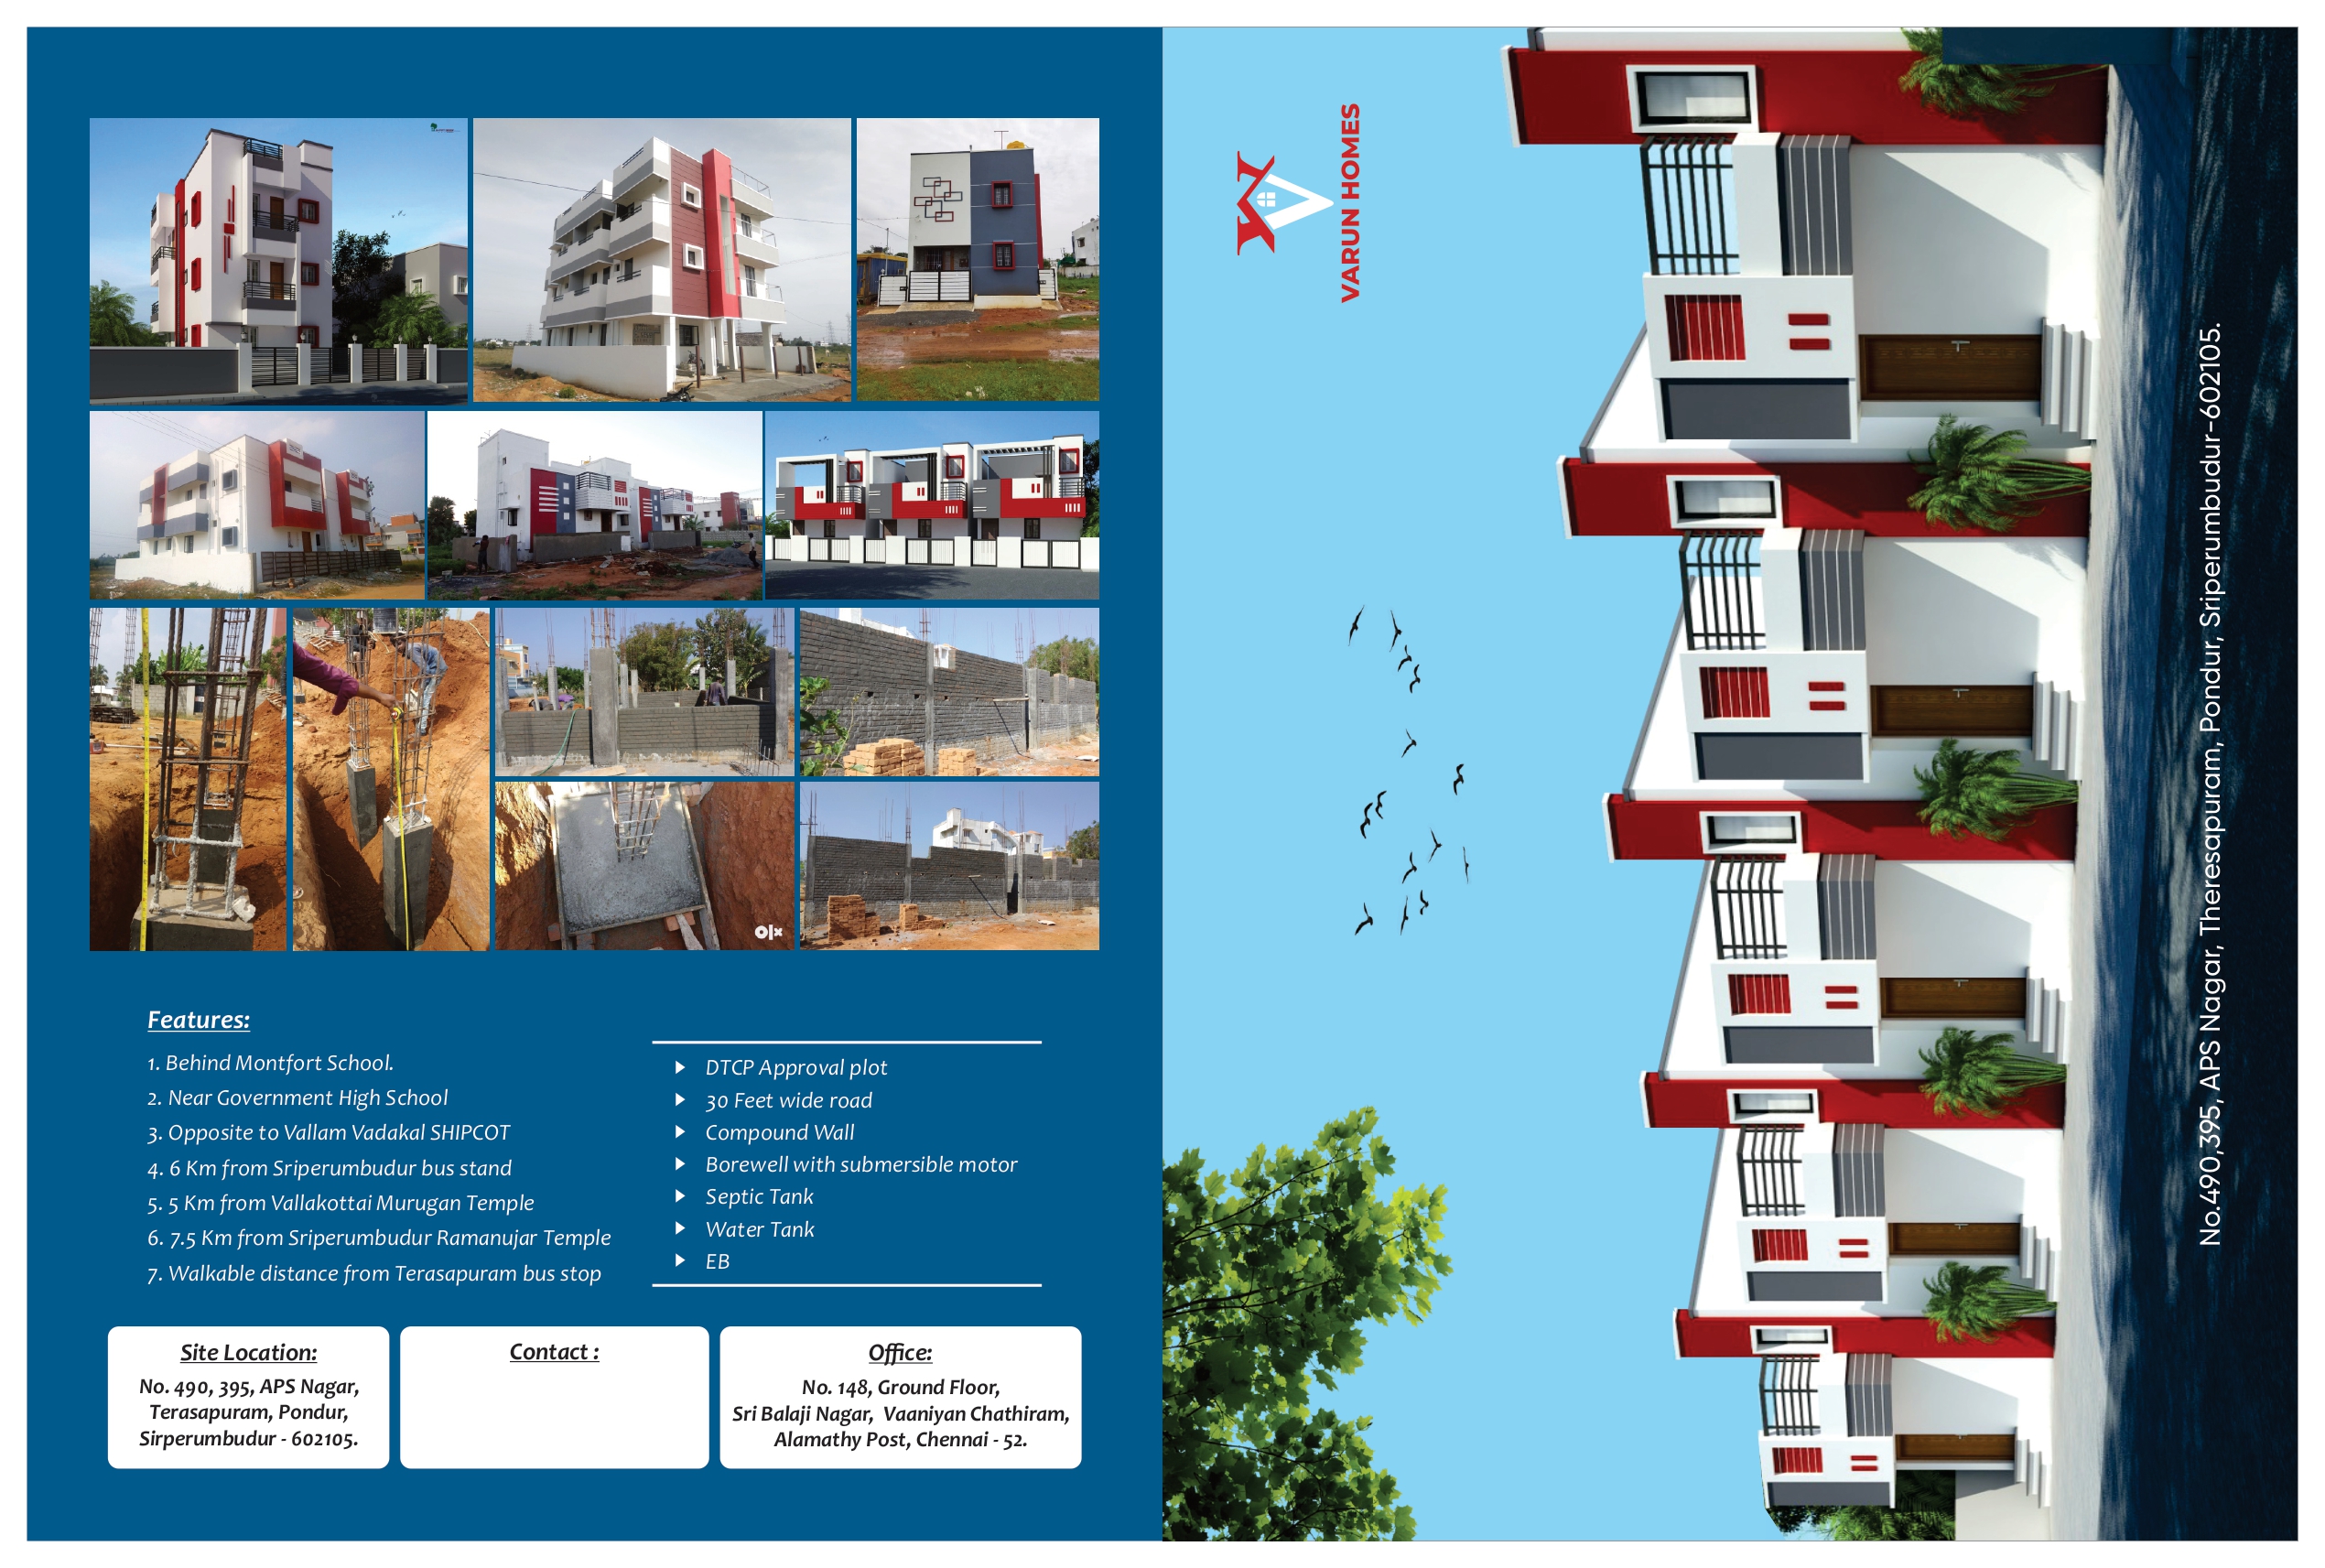 OLX
Features:
1. Behind Montfort School.
2. Near Government High School
3. Opposite to Vallam Vadakal SHIPCOT
4. 6 Km from Sriperumbudur bus stand
5. 5 Km from Vallakottai Murugan Temple
6. 7.5 Km from Sriperumbudur Ramanujar Temple
7. Walkable distance from Terasapuram bus stop
DTCP Approval plot
30 Feet wide road
Compound Wall
Borewell with submersible motor
Septic Tank
Water Tank
EB
Site Location:
No. 490, 395, APS Nagar,
Terasapuram, Pondur,
Sirperumbudur - 602105.
Contact :
Office:
No. 148, Ground Floor,
Sri Balaji Nagar, Vaaniyan Chathiram,
Alamathy Post, Chennai - 52.
VARUN HOMES
No.490,395, APS Nagar, Theresapuram, Pondur, Sriperumbudur-602105.